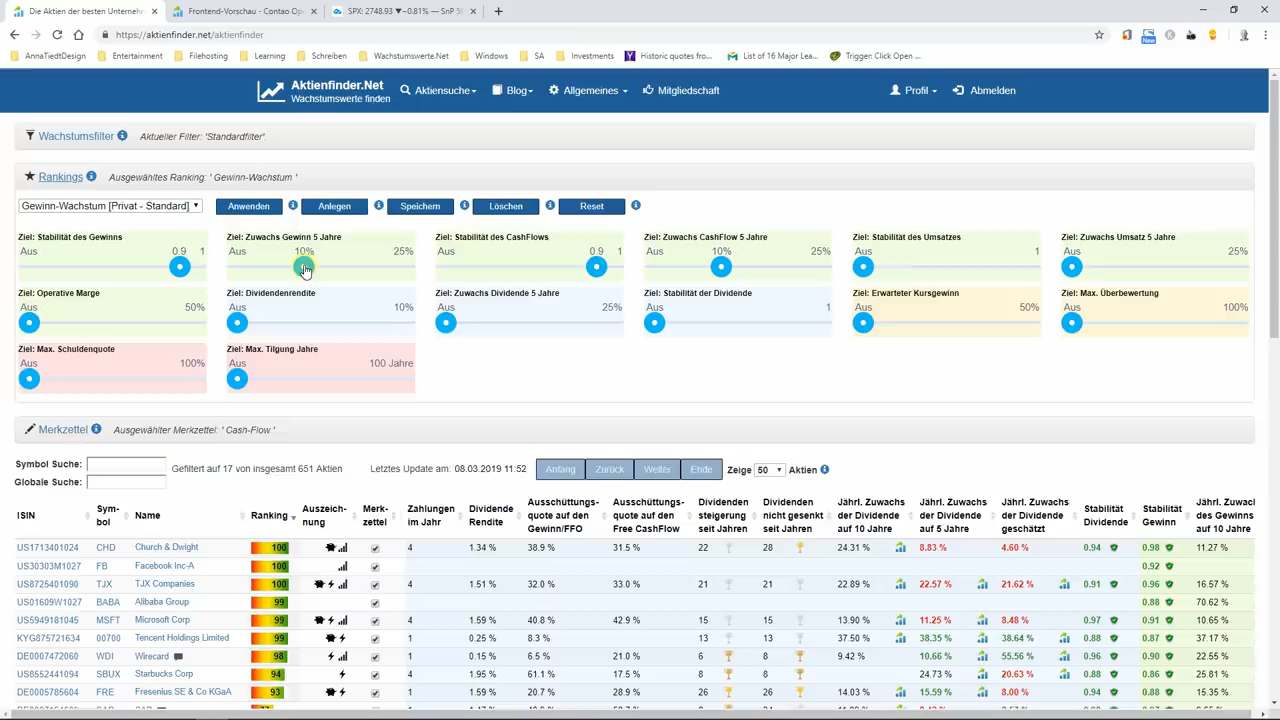 Die Aktien der besten Unternehm
Frontend-Vorschau - Contao Ope
SPX: 2748.93 ▼−0.81% — SnP 50
https://aktienfinder.net/aktienfinder
AnnaTiedtDesign Entertainment Filehosting Learning Schreiben Wachstumswerte.Net Windows SA Investments Historic quotes fro... List of 16 Major Lea... Trigger: Click Open ...
New
Aktienfinder.Net
Wachstumswerte finden
Aktiensuche Blog Allgemeines Mitgliedschaft Profil Abmelden
Wachstumsfilter Aktueller Filter: 'Standardfilter'.
Rankings Ausgewähltes Ranking: ' Gewinn-Wachstum '
Gewinn-Wachstum [Privat - Standard] Anwenden Anlegen Speichern Löschen Reset
Ziel: Stabilität des Gewinns Ziel: Zuwachs Gewinn 5 Jahre Ziel: Stabilität des CashFlows Ziel: Zuwachs CashFlow 5 Jahre Ziel: Stabilität des Umsatzes Ziel: Zuwachs Umsatz 5 Jahre
Aus 0.9 1 Aus 10% 25% Aus 0.9 1 Aus 10% 25% Aus 1 Aus 25%
Ziel: Operative Marge Ziel: Dividendenrendite Ziel: Zuwachs Dividende 5 Jahre Ziel: Stabilität der Dividende Ziel: Erwarteter Kursgewinn Ziel: Max. Überbewertung
Aus 50% Aus 10% Aus 25% Aus 1 Aus 50% Aus 100%
Ziel: Max. Schuldenquote Ziel: Max. Tilgung Jahre
Aus 100% Aus 100 Jahre
Merkzettel Ausgewählter Merkzettel: ' Cash-Flow '
Symbol Suche:
Globale Suche:
Gefiltert auf 17 von insgesamt 651 Aktien Letztes Update am: 08.03.2019 11:52 Anfang Zurück Weiter Ende Zeige 50 Aktien
ISIN Sym-bol Name Ranking Auszeich-nung Merk-zettel Zahlungen im Jahr Dividende Rendite Ausschüttungs-quote auf den Gewinn/FFO Ausschüttungs-quote auf den Free CashFlow Dividenden steigerung seit Jahren Dividenden nicht gesenkt seit Jahren Jährl. Zuwachs der Dividende auf 10 Jahre Jährl. Zuwachs der Dividende auf 5 Jahre Jährl. Zuwachs der Dividende geschätzt Stabilität Dividende Stabilität Gewinn Jährl. Zuwac des Gewinns auf 10 Jahre
US1713401024 CHD Church & Dwight 100 4 1.34 % 38.9 % 31.5 % 22 28 24.31 % 8.83 % 4.60 % 0.94 0.98 11.27 %
US30303M1027 FB Facebook Inc-A 100 0.92
US8725401090 TJX TJX Companies 100 4 1.51 % 32.0 % 33.0 % 21 21 22.89 % 22.57 % 21.62 % 0.91 0.96 16.57 %
US01609W1027 BABA Alibaba Group 99 0.88 70.62 %
US5949181045 MSFT Microsoft Corp 99 4 1.59 % 40.8 % 42.9 % 15 15 13.90 % 11.25 % 8.48 % 0.97 0.91 10.65 %
KYG875721634 00700 Tencent Holdings Limited 99 1 0.25 % 8.3 % 13 13 37.50 % 38.35 % 38.64 % 0.88 0.87 37.17 %
DE0007472060 WDI Wirecard 98 1 0.15 % 6.5 % 21.0 % 6 8 9.42 % 10.66 % 55.56 % 0.96 0.90 22.55 %
US8552441094 SBUX Starbucks Corp 94 4 1.95 % 61.1 % 17.5 % 8 8 24.73 % 20.63 % 0.88 0.86 25.81 %
DE0005785604 FRE Fresenius SE & Co KGaA 93 1 1.59 % 20.7 % 28.9 % 26 26 14.03 % 15.59 % 8.00 % 0.94 0.88 15.35 %